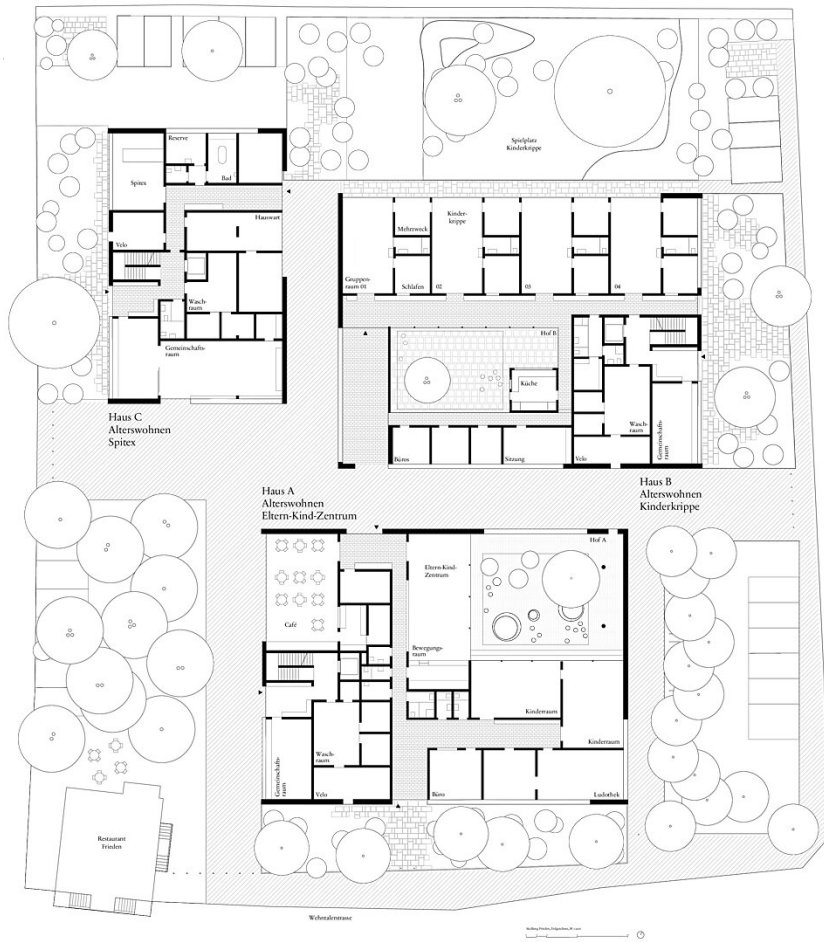 Reserve
Spitex
Bad
Hauswart
Velo
Wasch-
raum
Gemeinschafts-
raum
Haus C
Alterswohnen
Spitex
Spielplatz
Kinderkrippe
Mehrzweck
Kinder-
krippe
Gruppen-
raum 01
Schlafen
02
03
04
Hof B
Küche
Büros
Sitzung
Velo
Wasch-
raum
Gemeinschafts-
raum
Haus B
Alterswohnen
Kinderkrippe
Haus A
Alterswohnen
Eltern-Kind-Zentrum
Eltern-Kind-
Zentrum
Hof A
Café
Bewegungs-
raum
Kinderraum
Kinderraum
Wasch-
raum
Gemeinschafts-
raum
Velo
Büro
Ludothek
Restaurant
Frieden
Wehntalerstrasse